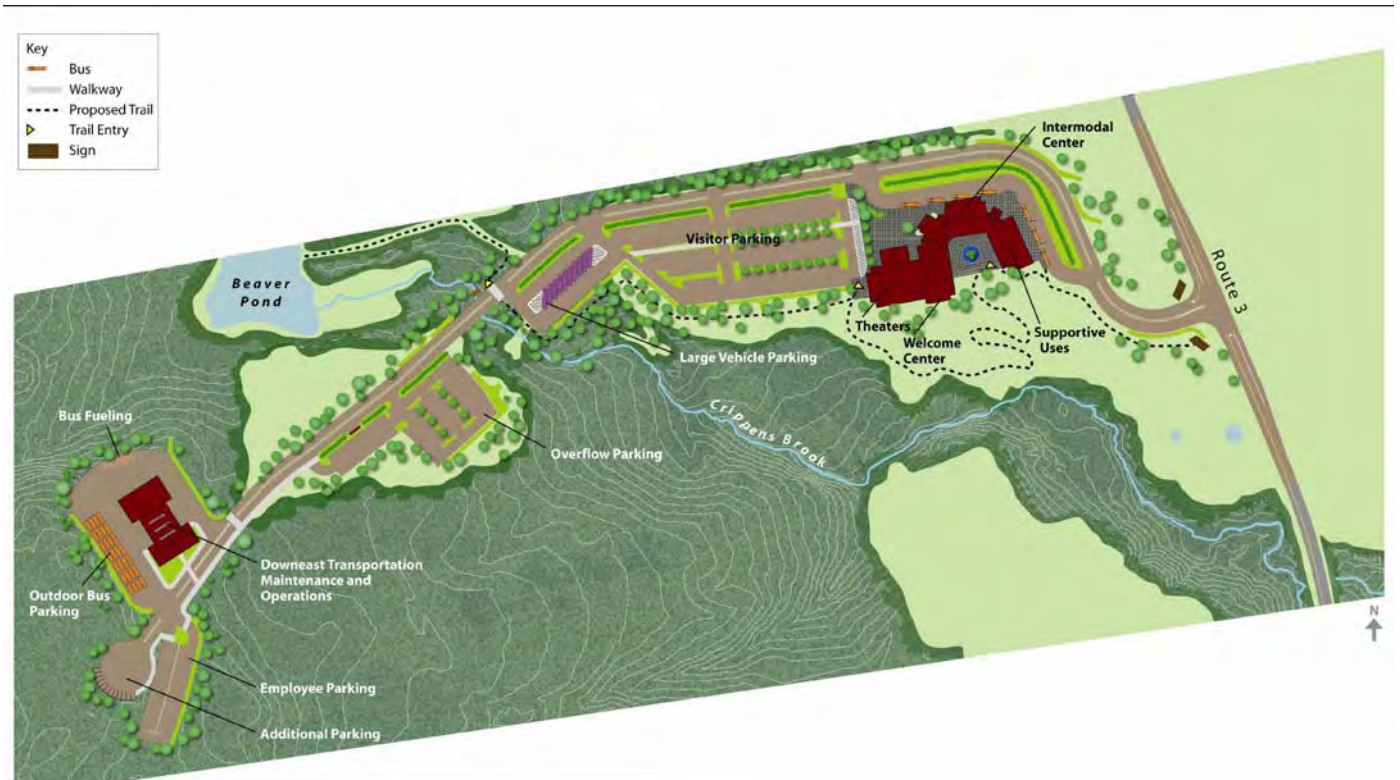 Key
Bus
Walkway
Proposed Trail
Trail Entry
Sign
Intermodal
Center
Route 3
Visitor Parking
Beaver
Pond
Theaters
Welcome
Center
Supportive
Uses
Large Vehicle Parking
Crippens Brook
Bus Fueling
Overflow Parking
Downeast Transportation
Maintenance and
Operations
Outdoor Bus
Parking
N
Employee Parking
Additional Parking